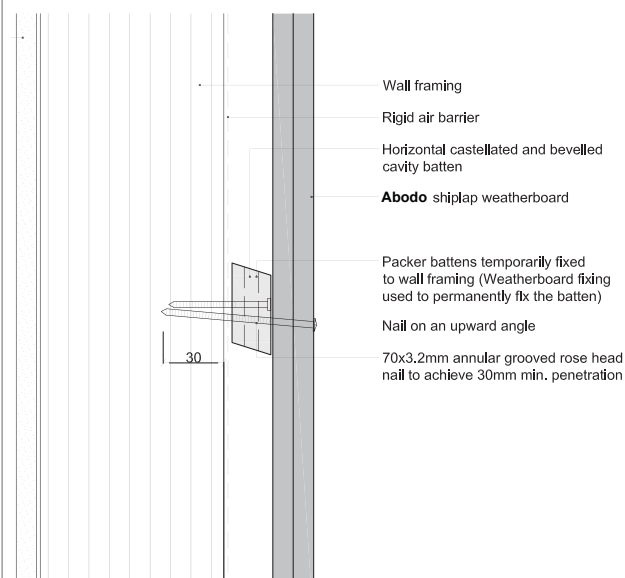 Wall framing
Rigid air barrier
Horizontal castellated and bevelled
cavity batten
Abodo shiplap weatherboard
Packer battens temporarily fixed
to wall framing (Weatherboard fixing
used to permanently fix the batten)
Nail on an upward angle
70x3.2mm annular grooved rose head
nail to achieve 30mm min. penetration
30